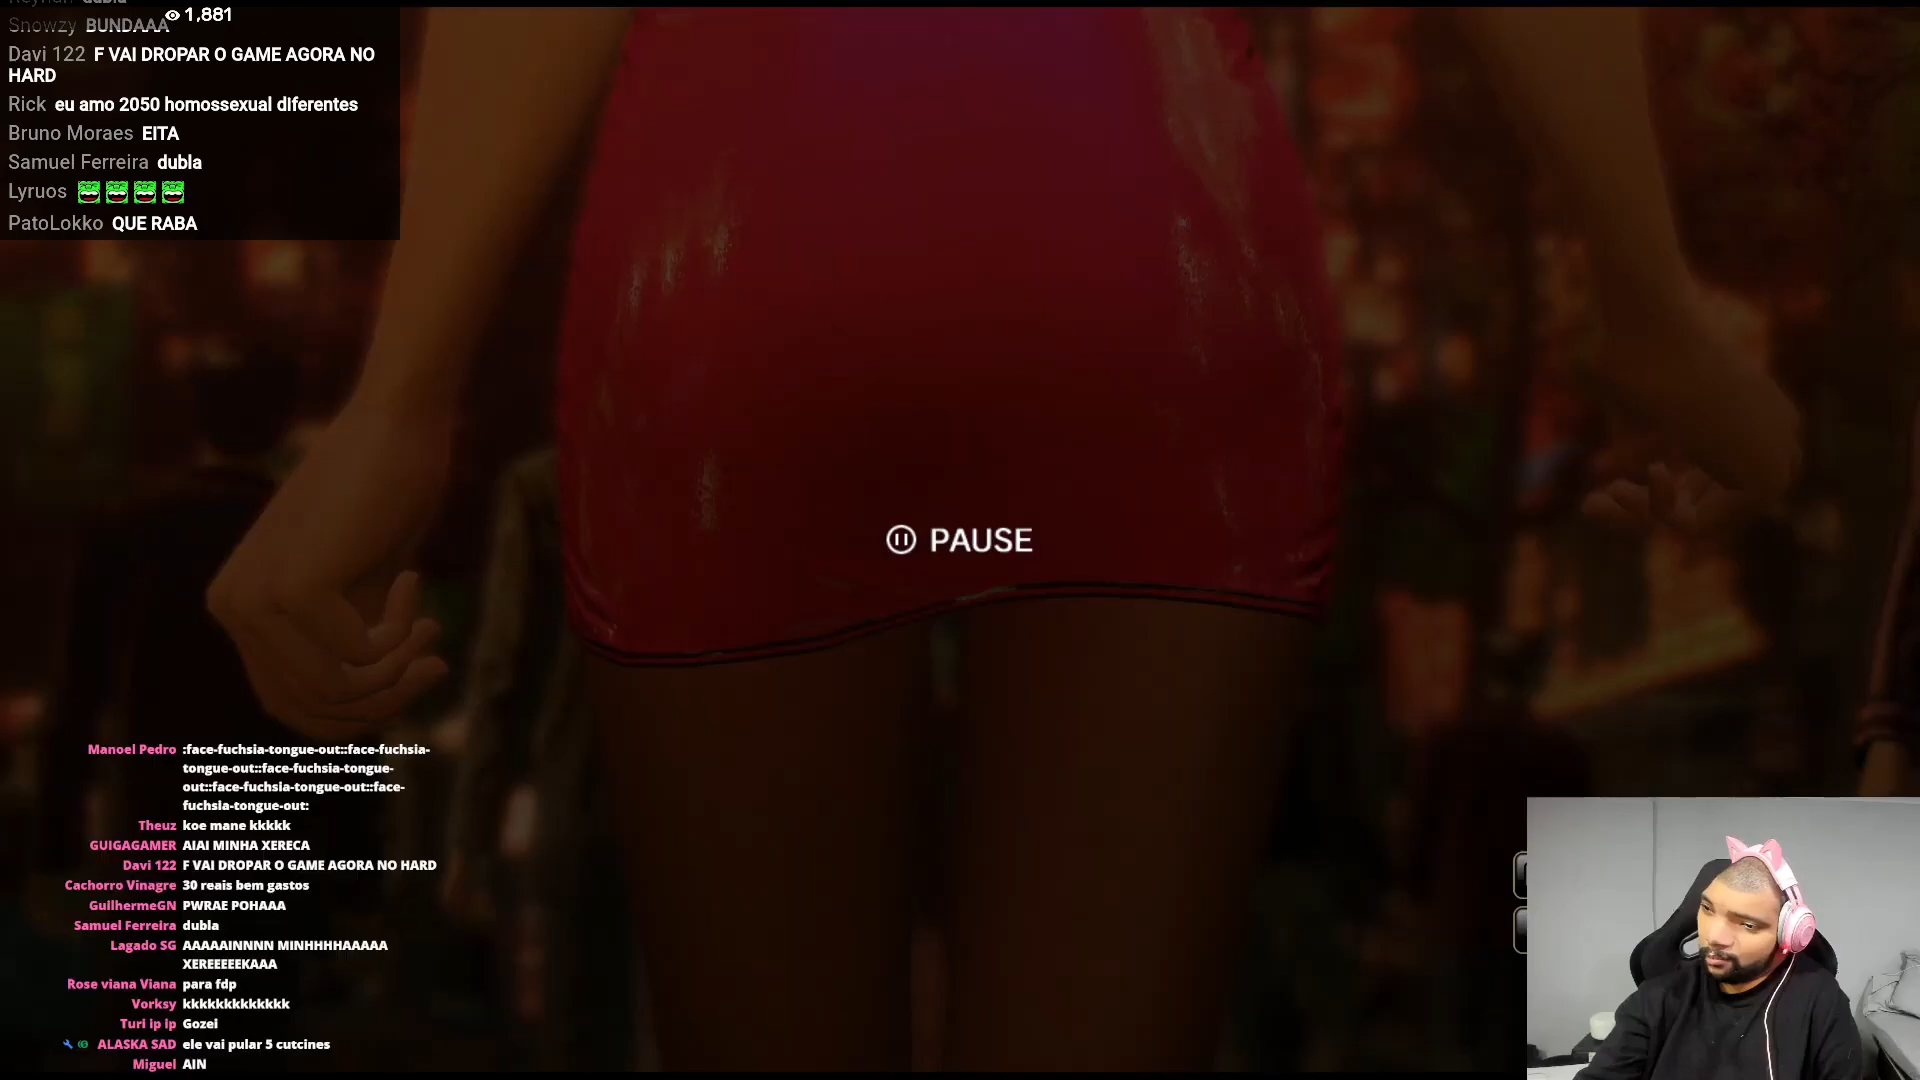 1,881
Snowzy BUNDAAA
Davi 122 F VAI DROPAR O GAME AGORA NO
HARD
Rick eu amo 2050 homossexual diferentes
Bruno Moraes EITA
Samuel Ferreira dubla
Lyruos
PatoLokko QUE RABA
PAUSE
Manoel Pedro :face-fuchsia-tongue-out::face-fuchsia-
tongue-out::face-fuchsia-tongue-
out::face-fuchsia-tongue-out::face-
fuchsia-tongue-out:
Theuz koe mane kkkkk
GUIGAGAMER AIAI MINHA XERECA
Davi 122 F VAI DROPAR O GAME AGORA NO HARD
Cachorro Vinagre 30 reais bem gastos
GuilhermeGN PWRAE POHAAA
Samuel Ferreira dubla
Lagado SG AAAAAINNNN MINHHHHAAAAA
XEREEEEEKAAA
Rose viana Viana para fdp
Vorksy kkkkkkkkkkkkk
Turi ip ip Gozei
ALASKA SAD ele vai pular 5 cutcines
Miguel AIN